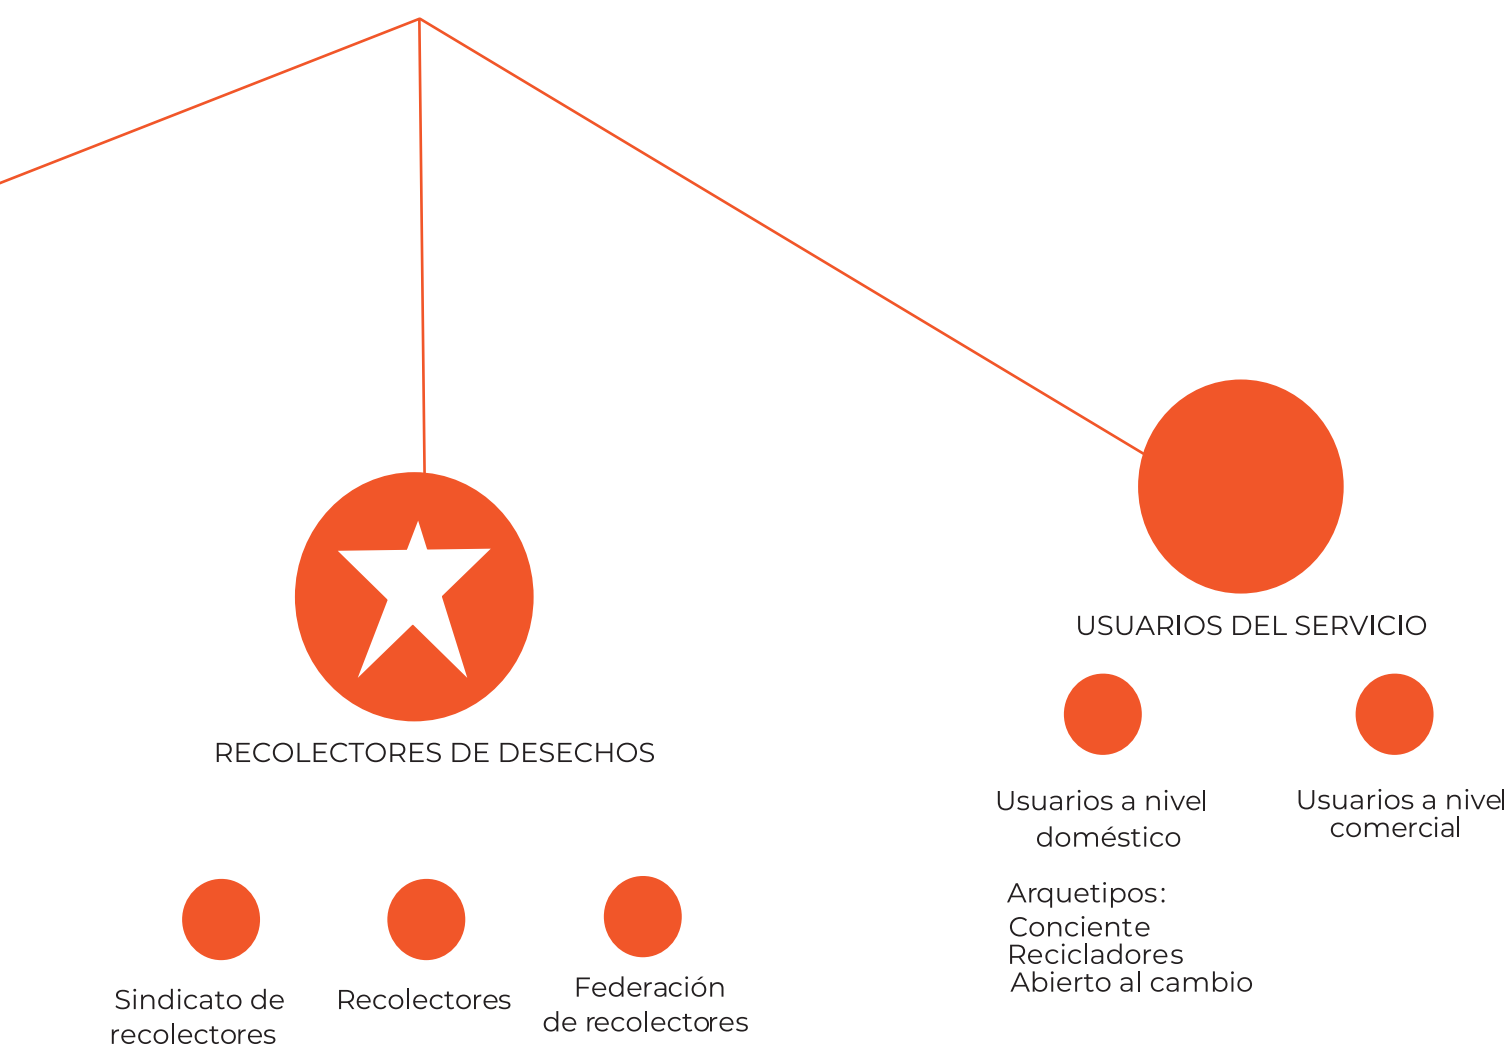 RECOLECTORES DE DESECHOS
Sindicato de
recolectores
Recolectores
Federación
de recolectores
USUARIOS DEL SERVICIO
Usuarios a nivel
doméstico
Arquetipos:
Conciente
Recicladores
Abierto al cambio
Usuarios a nivel
comercial